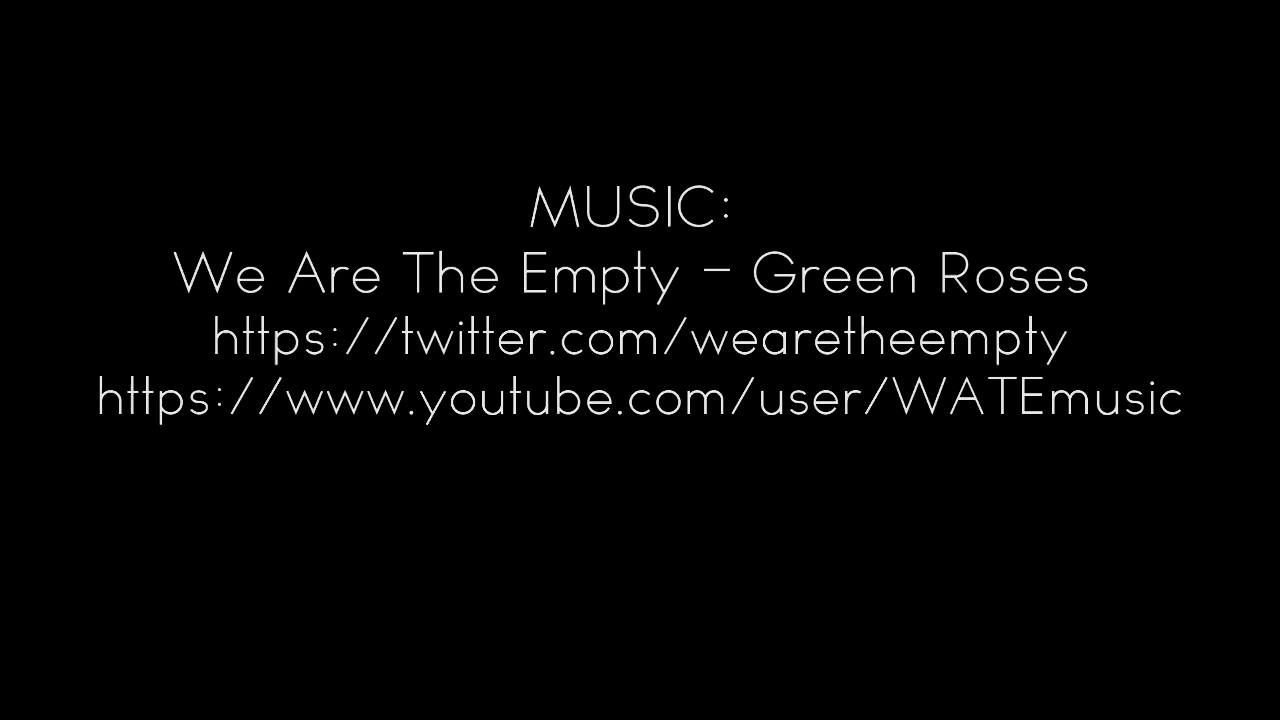 MUSIC:
We Are The Empty - Green Roses
https://twitter.com/wearetheempty
https://www.youtube.com/user/WATEmusic